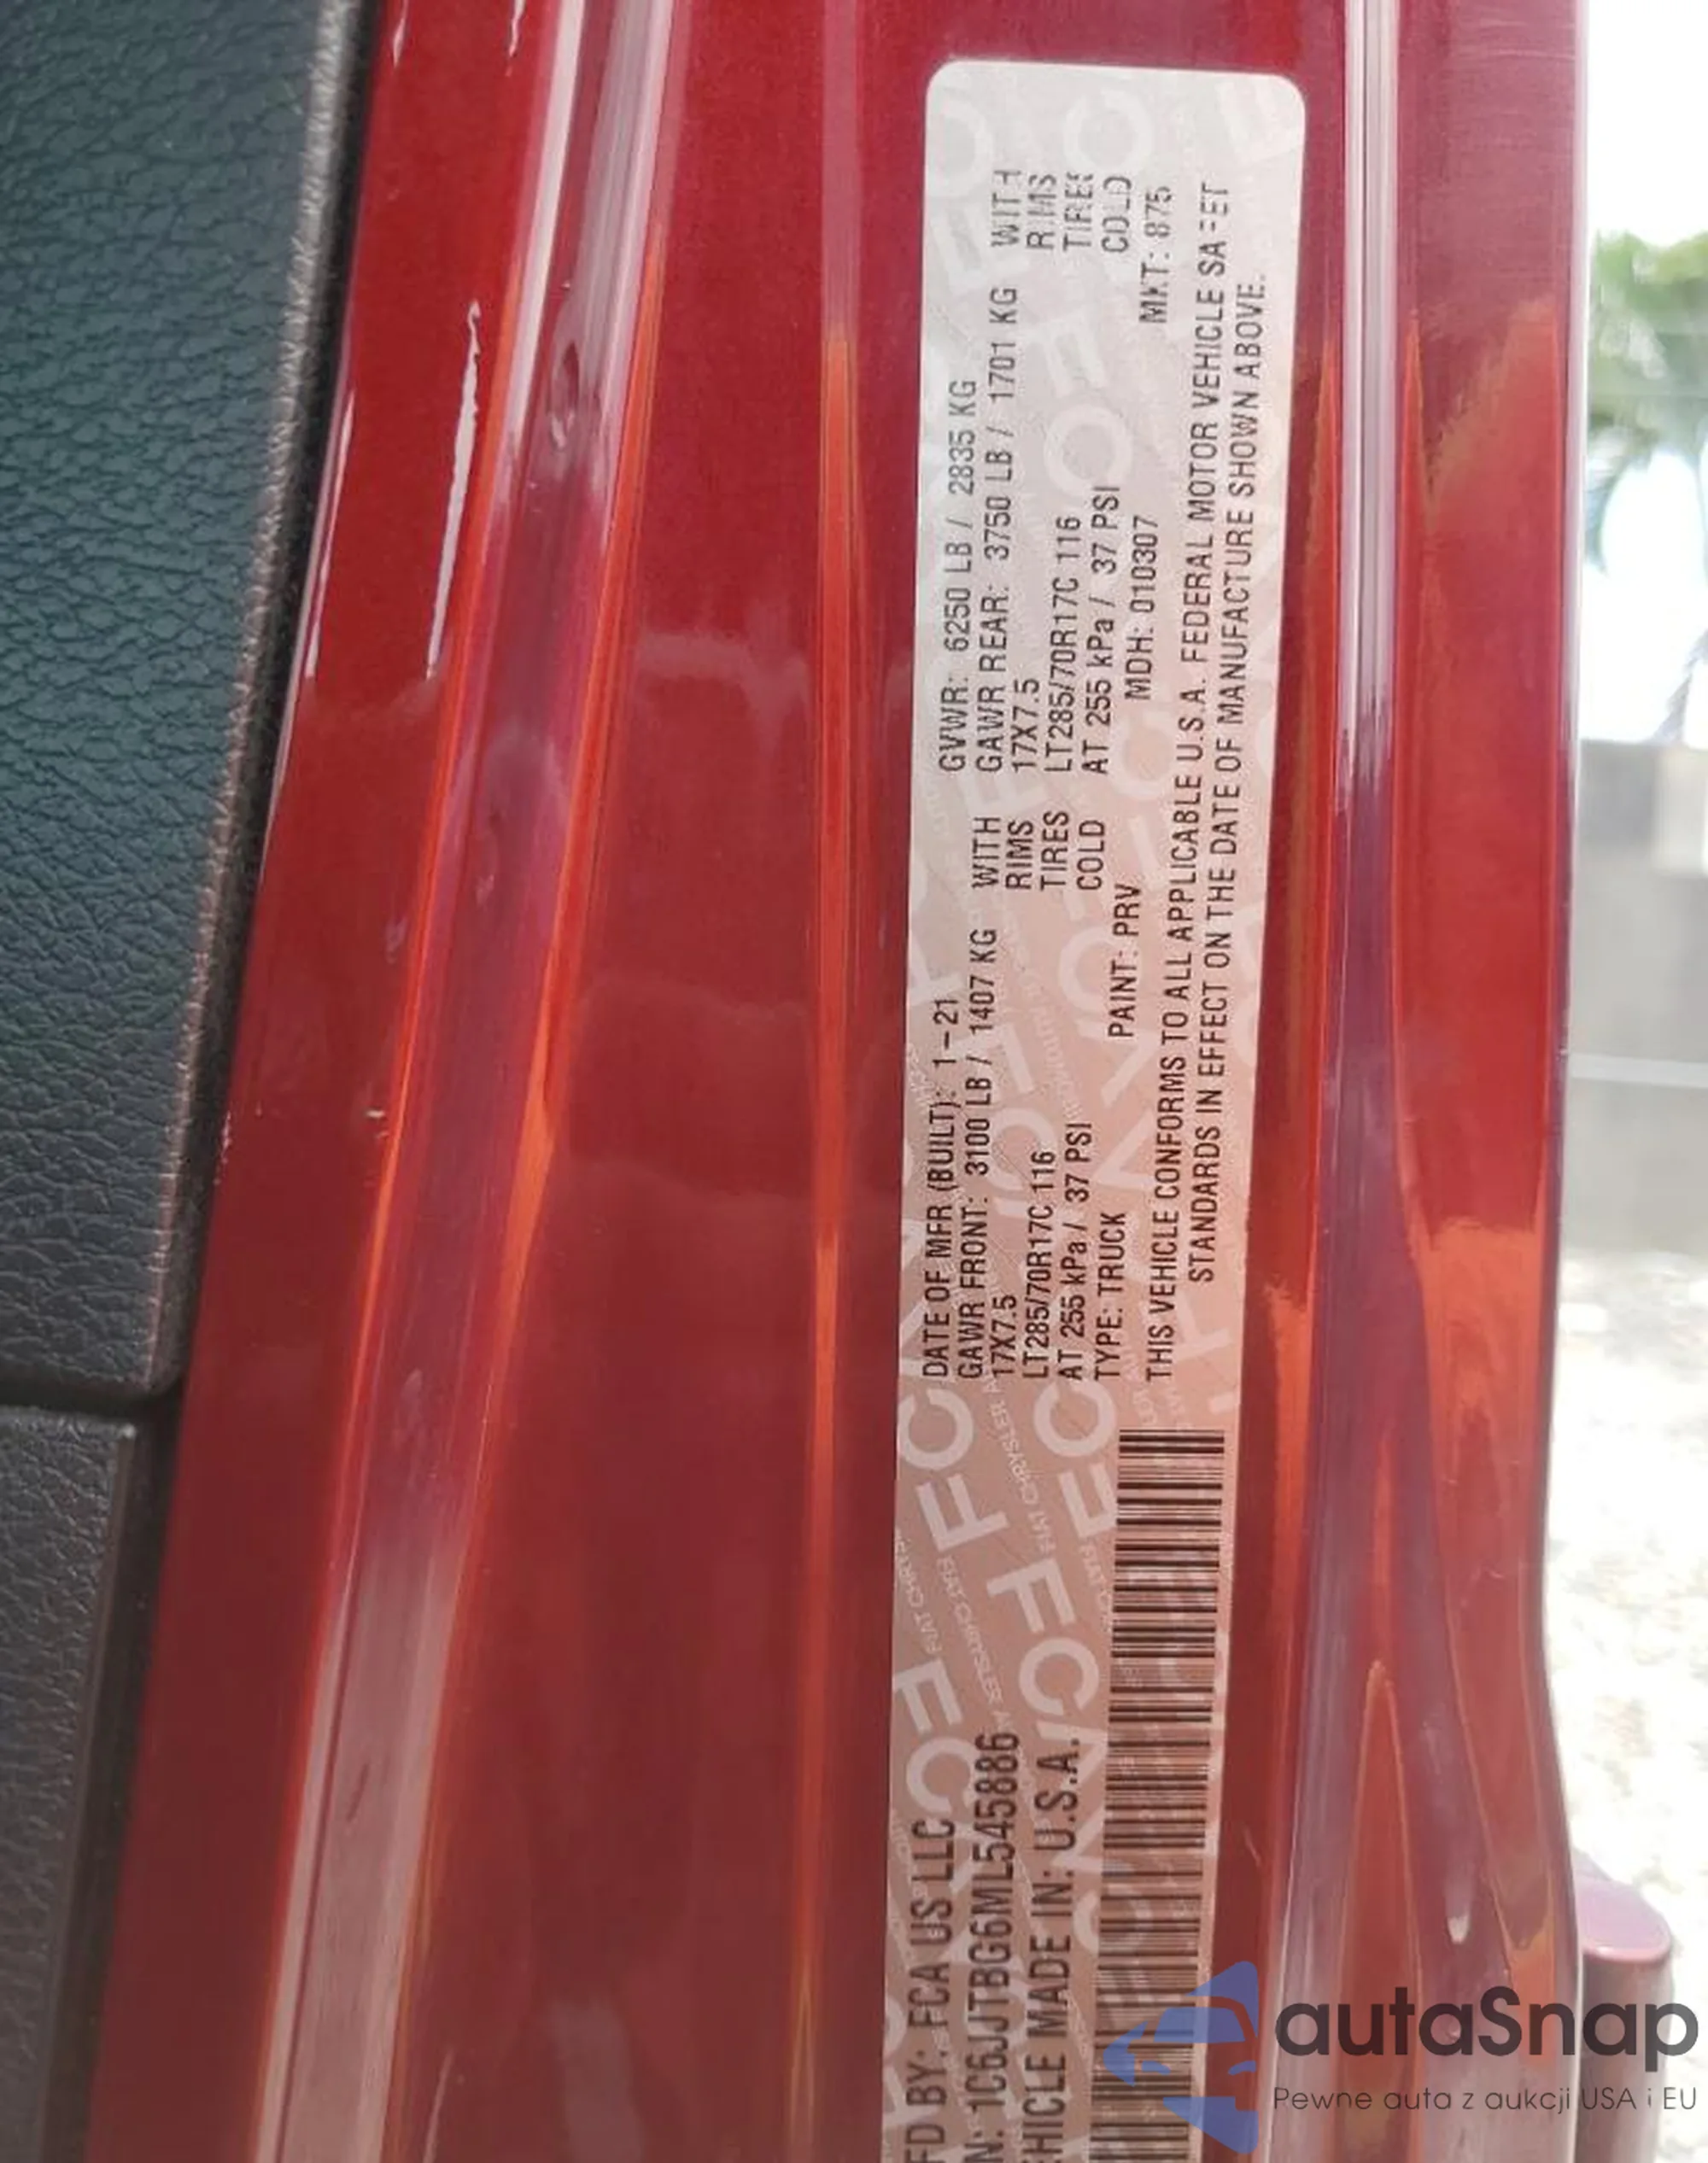 FD BY: FCA US LLC
N: 1C6JJTBG6ML545886
EHICLE MADE IN: U.S.A.
DATE OF MFR (BUILT): 1-21 GVWR: 6250 LB / 2835 KG
GAWR FRONT: 3100 LB / 1407 KG WITH GAWR REAR: 3750 LB / 1701 KG WITH
17X7.5 RIMS 17X7.5 RIMS
LT285/70R17C 116 TIRES LT285/70R17C 116 TIRES
AT 255 kPa / 37 PSI COLD AT 255 kPa / 37 PSI COLD
TYPE: TRUCK PAINT: PRV MDH: 010307 MKT: 875
THIS VEHICLE CONFORMS TO ALL APPLICABLE U.S.A. FEDERAL MOTOR VEHICLE SAFET
STANDARDS IN EFFECT ON THE DATE OF MANUFACTURE SHOWN ABOVE.
autaSnap
Pewne auta z aukcji USA i EU